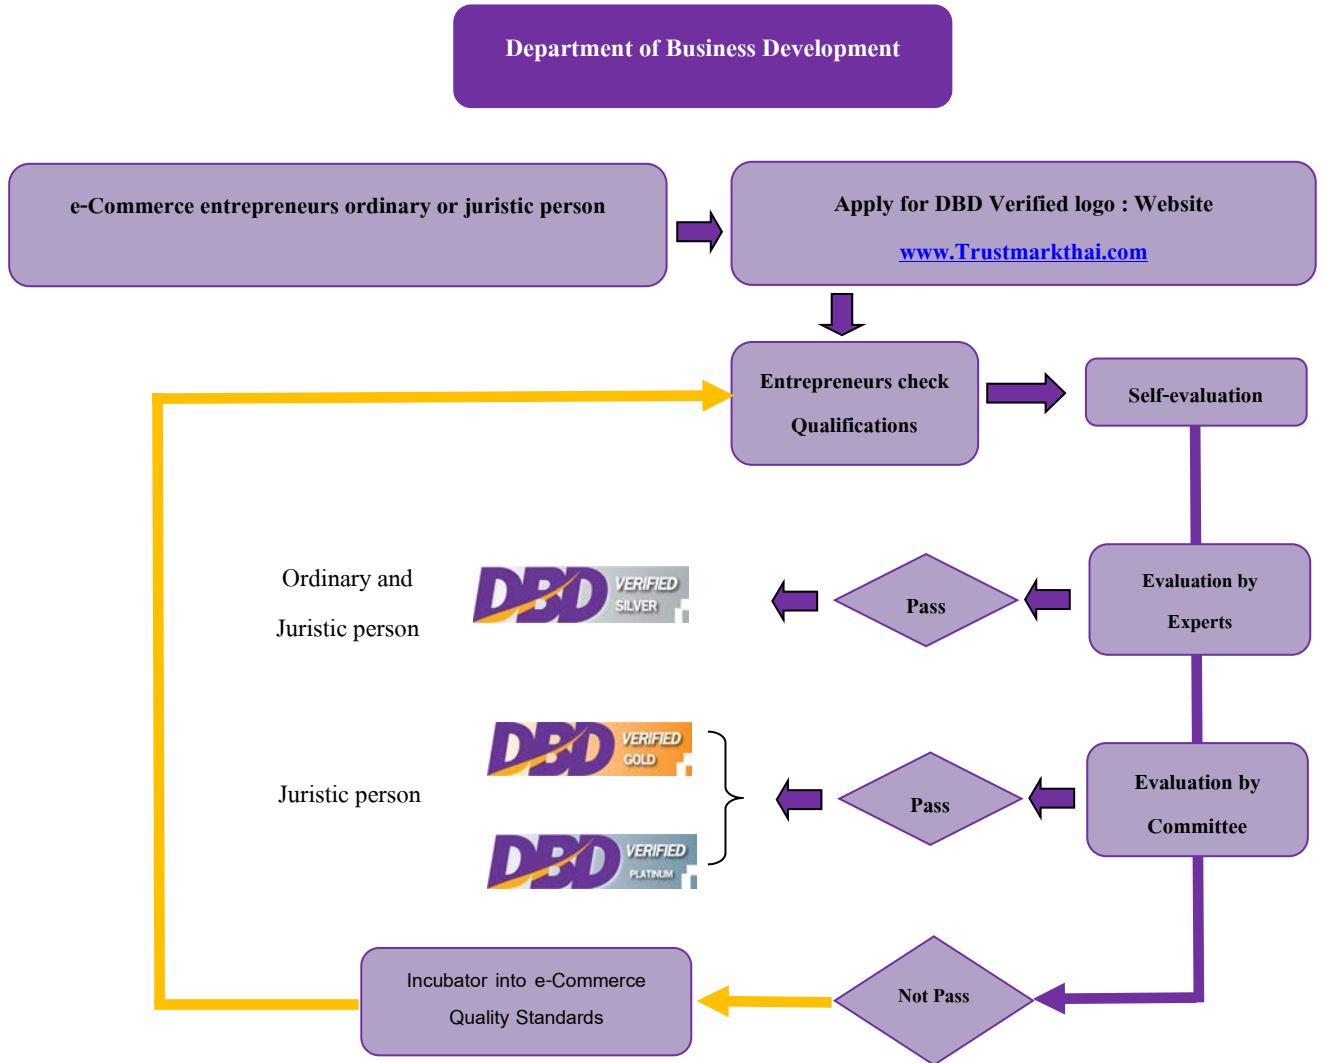 Department of Business Development
e-Commerce entrepreneurs ordinary or juristic person
Apply for DBD Verified logo : Website
www.Trustmarkthai.com
Entrepreneurs check
Qualifications
Self-evaluation
Ordinary and
Juristic person
DBD VERIFIED
SILVER
Pass
Evaluation by
Experts
Juristic person
DBD VERIFIED
GOLD
DBD VERIFIED
PLATINUM
Pass
Evaluation by
Committee
Incubator into e-Commerce
Quality Standards
Not Pass